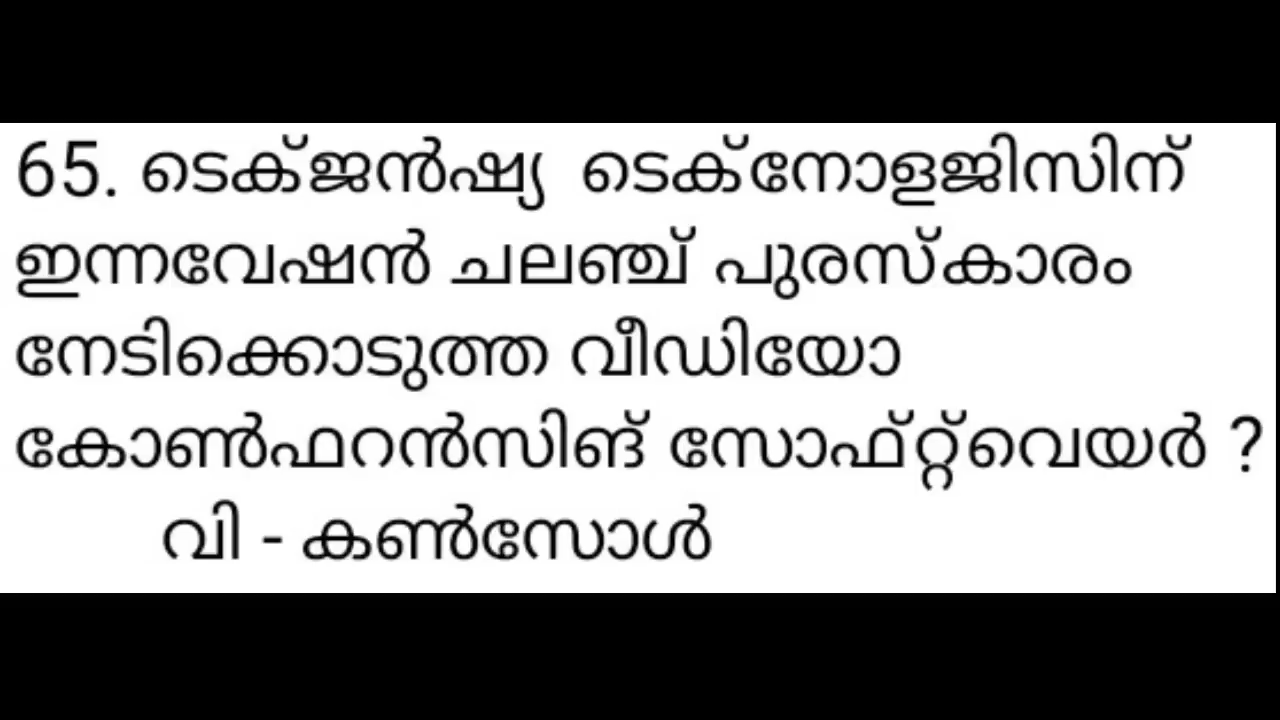 65. ടെക്ജൻഷ്യ ടെക്നോളജിസിന്
ഇന്നവേഷൻ ചലഞ്ച് പുരസ്കാരം
നേടിക്കൊടുത്ത വീഡിയോ
കോൺഫറൻസിങ് സോഫ്റ്റ്‌വെയർ ?
വി - കൺസോൾ